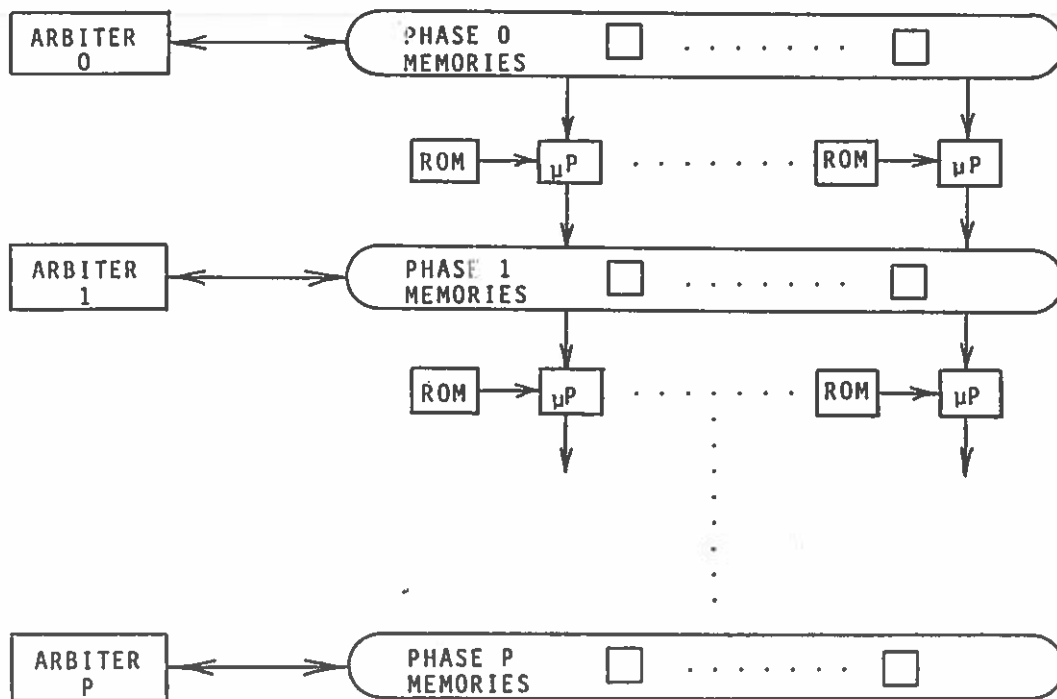 ARBITER
0
PHASE 0
MEMORIES
ROM
µP
ROM
µP
ARBITER
1
PHASE 1
MEMORIES
ROM
µP
ROM
µP
ARBITER
P
PHASE P
MEMORIES